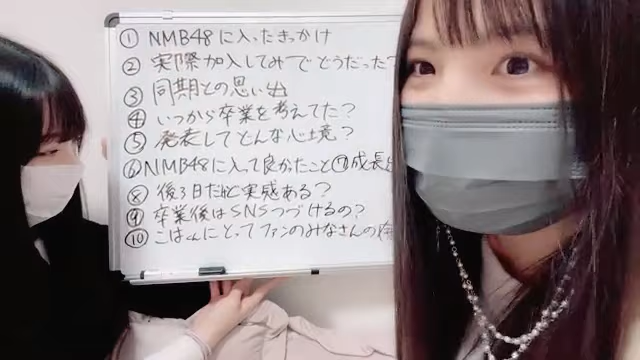 ① NMB48に入ったきっかけ
② 実際加入してみてどうだった?
③ 同期との思い出
④ いつから卒業を考えてた?
⑤ 発表してどんな心境?
⑥ NMB48に入って良かったこと ⑦成長
⑧ 後3日だけど実感ある?
⑨ 卒業後はSNSつづけるの?
⑩ こはくんにとってファンのみなさんの